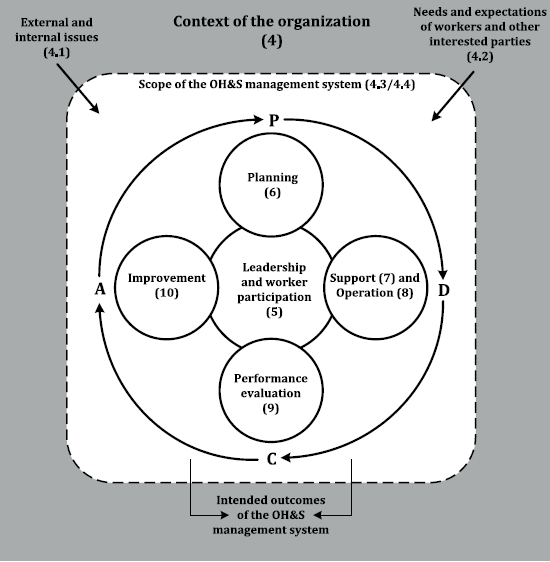 External and
internal issues
(4.1)
Context of the organization
(4)
Needs and expectations
of workers and other
interested parties
(4.2)
Scope of the OH&S management system (4.3/4.4)
P
Planning
(6)
A
Improvement
(10)
Leadership
and worker
participation
(5)
Support (7) and
Operation (8)
D
Performance
evaluation
(9)
C
Intended outcomes
of the OH&S
management system